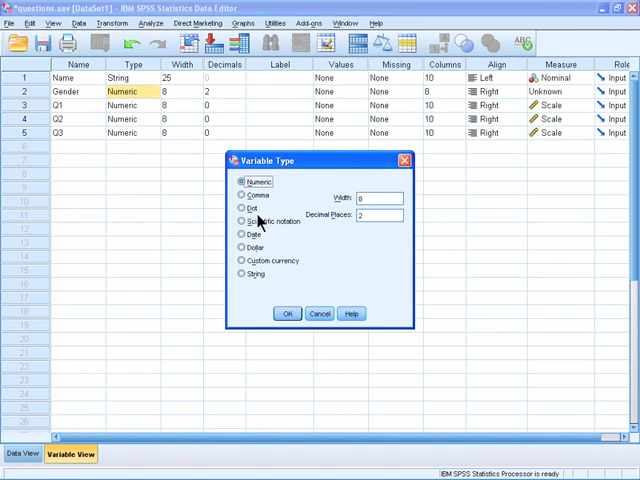 *questions.sav [DataSet1] - IBM SPSS Statistics Data Editor
File Edit View Data Transform Analyze Direct Marketing Graphs Utilities Add-ons Window Help
Name Type Width Decimals Label Values Missing Columns Align Measure Role
1 Name String 25 0 None None 10 Left Nominal Input
2 Gender Numeric 8 2 None None 8 Right Unknown Input
3 Q1 Numeric 8 0 None None 10 Right Scale Input
4 Q2 Numeric 8 0 None None 10 Right Scale Input
5 Q3 Numeric 8 0 None None 10 Right Scale Input
6
7
8
9
10
11
12
13
14
15
16
17
18
19
20
21
22
23
24
25
26
Variable Type
Numeric
Comma
Dot
Scientific notation
Date
Dollar
Custom currency
String
Width: 8
Decimal Places: 2
OK Cancel Help
Data View Variable View
IBM SPSS Statistics Processor is ready